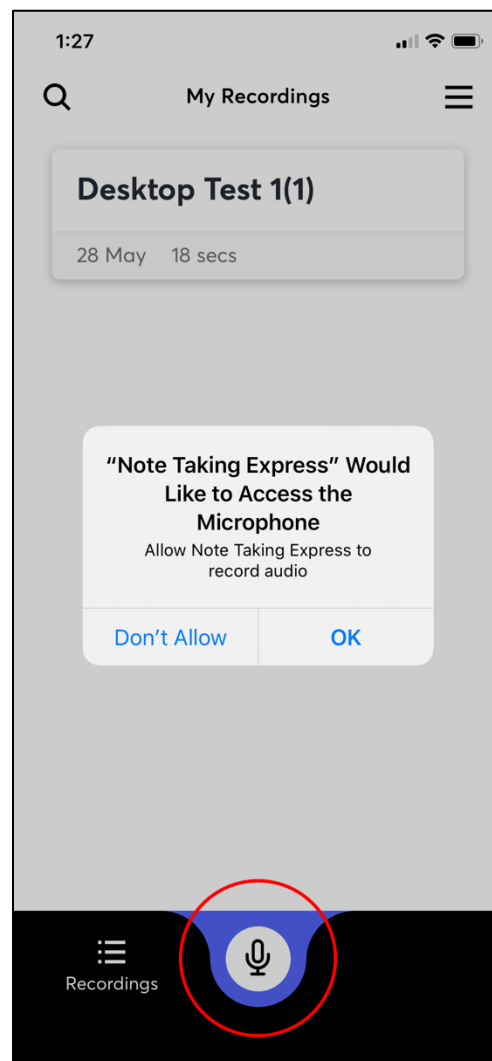 1:27
My Recordings
Desktop Test 1(1)
28 May 18 secs
“Note Taking Express” Would
Like to Access the
Microphone
Allow Note Taking Express to
record audio
Don’t Allow OK
Recordings